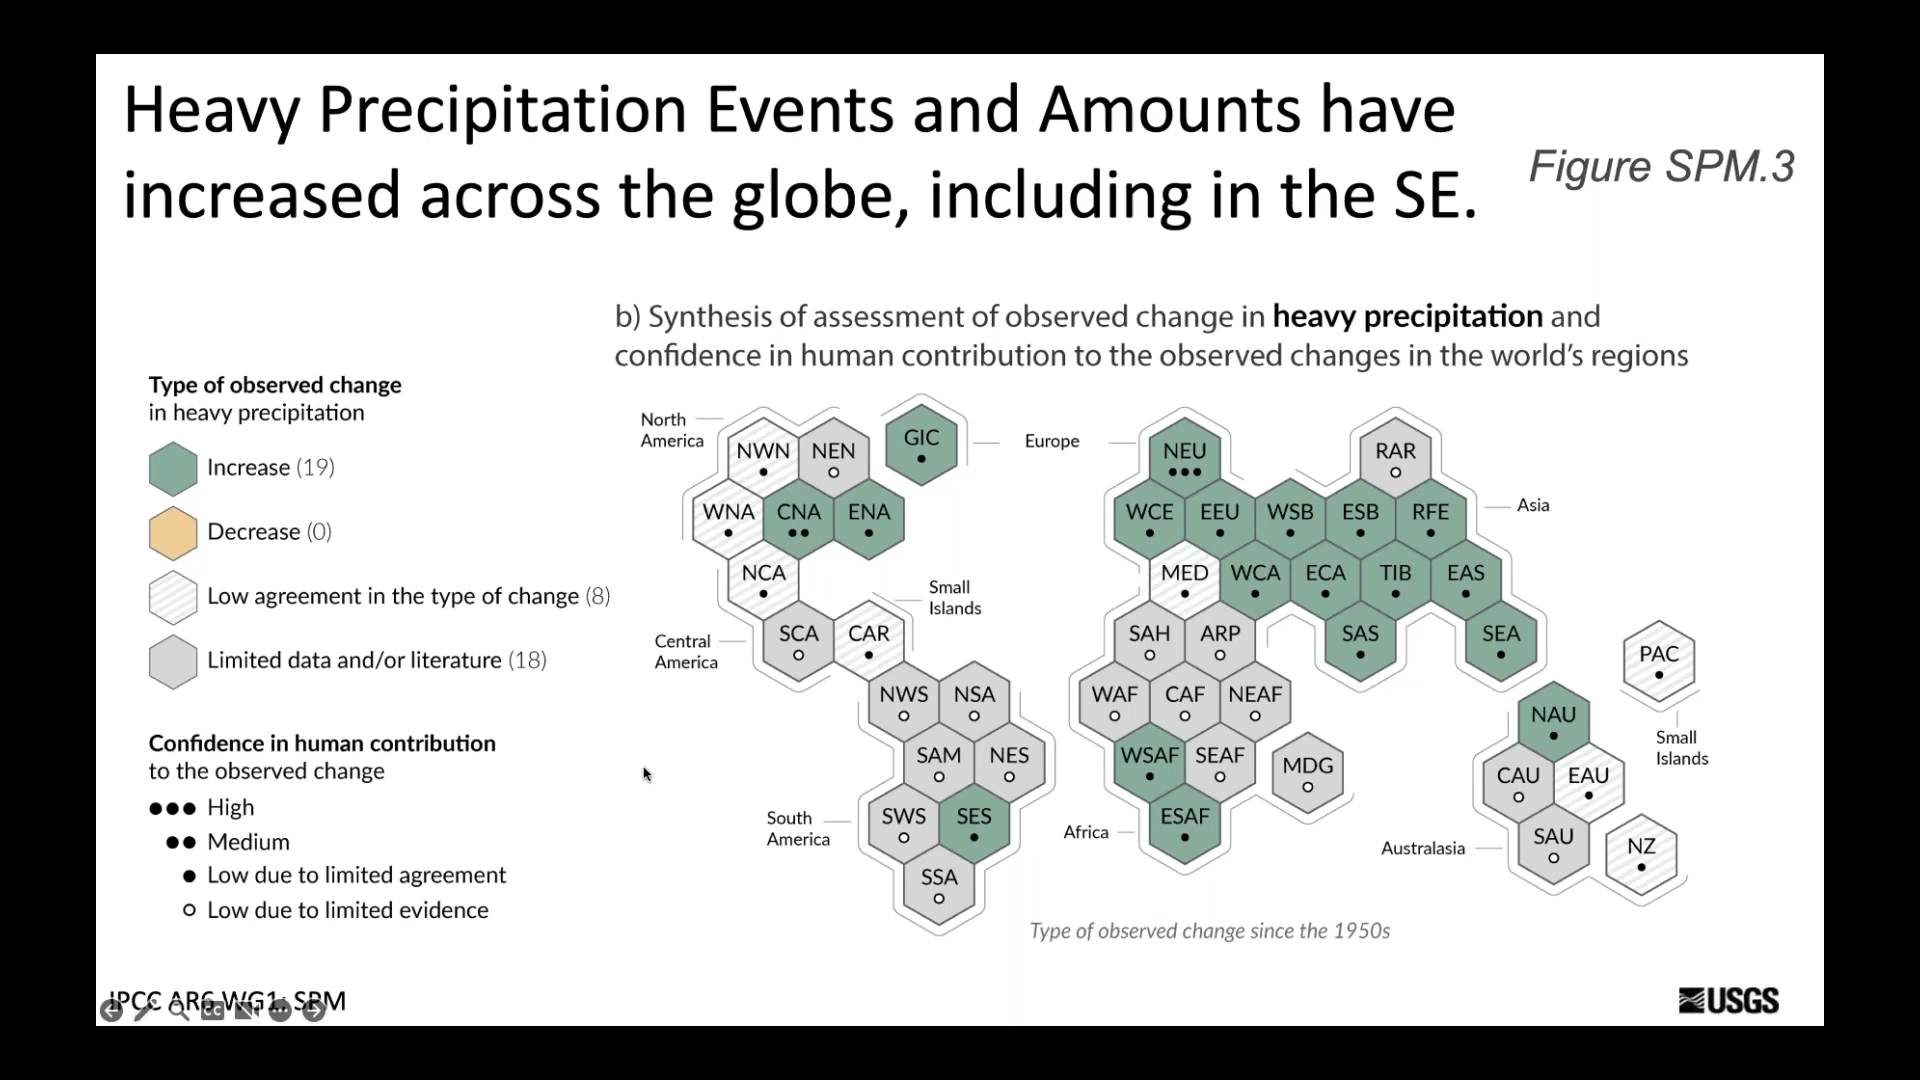 Heavy Precipitation Events and Amounts have
increased across the globe, including in the SE.
Figure SPM.3
b) Synthesis of assessment of observed change in heavy precipitation and
confidence in human contribution to the observed changes in the world's regions
Type of observed change
in heavy precipitation
Increase (19)
Decrease (0)
Low agreement in the type of change (8)
Limited data and/or literature (18)
Confidence in human contribution
to the observed change
High
Medium
Low due to limited agreement
Low due to limited evidence
North
America
NWN
NEN
GIC
Europe
NEU
RAR
WNA
CNA
ENA
WCE
EEU
WSB
ESB
RFE
Asia
NCA
MED
WCA
ECA
TIB
EAS
Small
Islands
Central
America
SCA
CAR
SAH
ARP
SAS
SEA
PAC
NWS
NSA
WAF
CAF
NEAF
NAU
Small
Islands
SAM
NES
WSAF
SEAF
MDG
CAU
EAU
South
America
SWS
SES
Africa
ESAF
Australasia
SAU
NZ
SSA
Type of observed change since the 1950s
IPCC AR6 WG1: SPM
CC
USGS